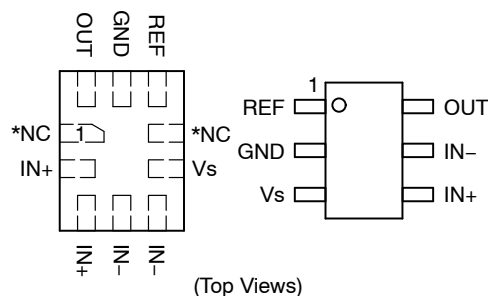 OUT GND REF
*NC 1 *NC
IN+ Vs
IN+ IN− IN−
1
REF OUT
GND IN−
Vs IN+
(Top Views)